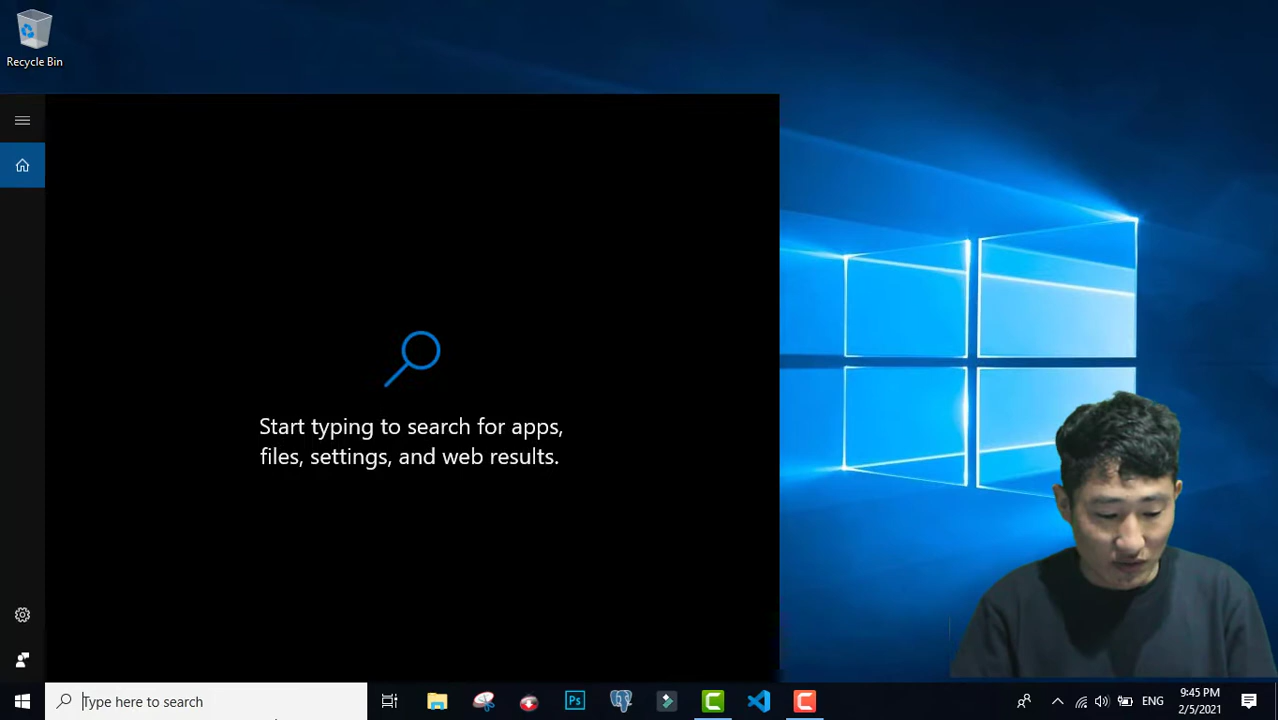 Recycle Bin
Start typing to search for apps,
files, settings, and web results.
Type here to search
Ps
ENG
9:45 PM
2/5/2021